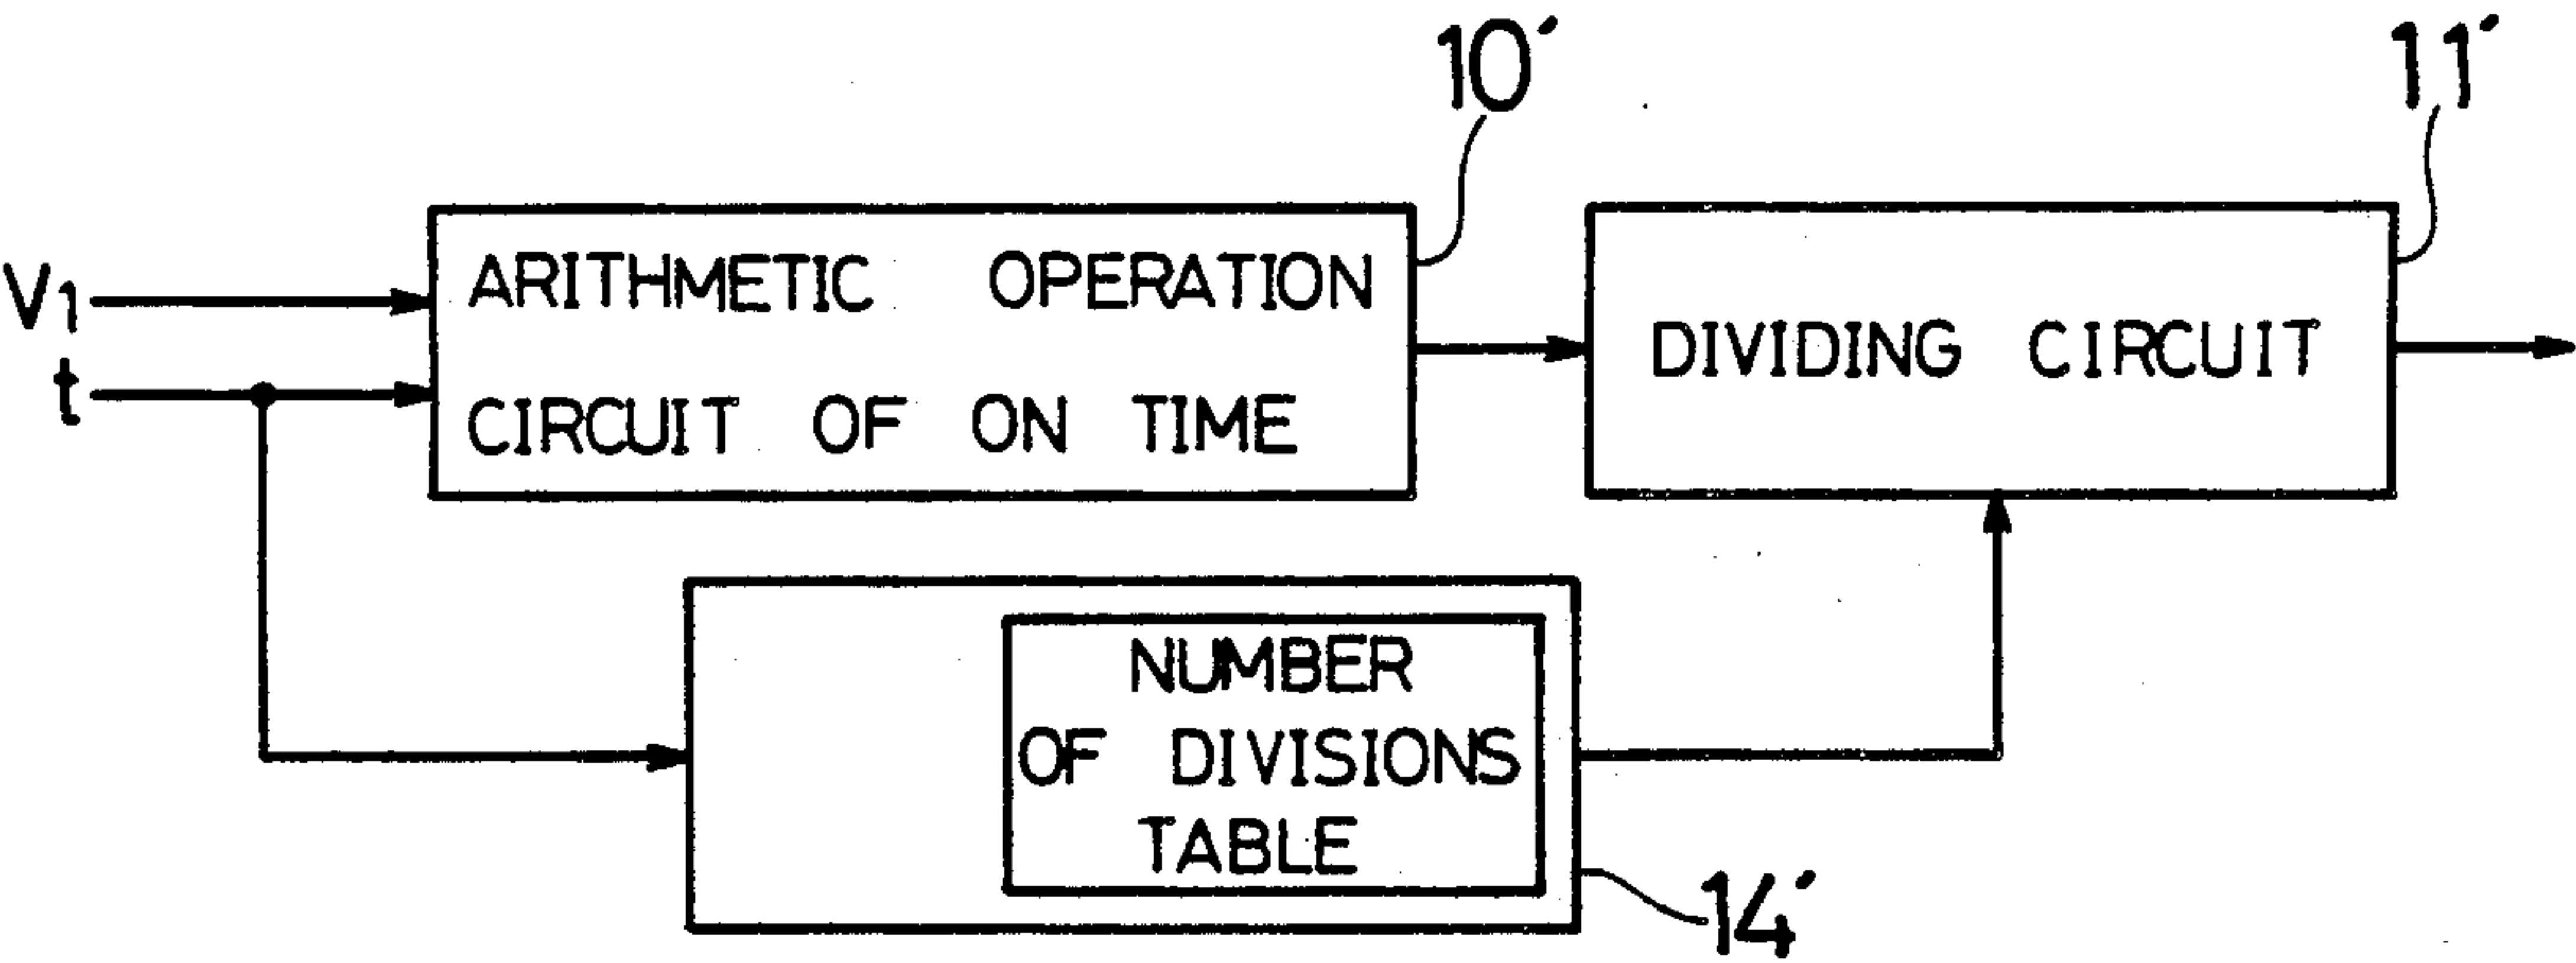 10′
11′
V1
t
ARITHMETIC OPERATION
CIRCUIT OF ON TIME
DIVIDING CIRCUIT
NUMBER
OF DIVISIONS
TABLE
14′